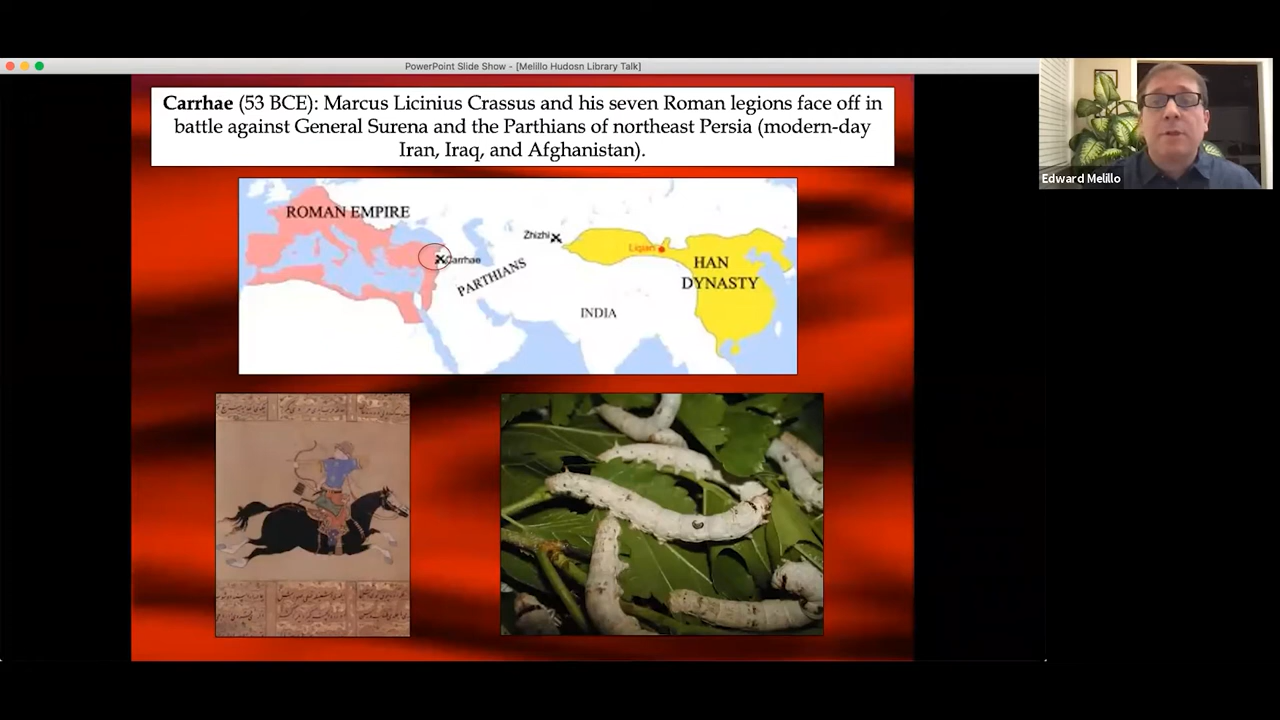 PowerPoint Slide Show - [Melillo Hudosn Library Talk]
Carrhae (53 BCE): Marcus Licinius Crassus and his seven Roman legions face off in
battle against General Surena and the Parthians of northeast Persia (modern-day
Iran, Iraq, and Afghanistan).
ROMAN EMPIRE
Carrhae
PARTHIANS
Zhizhi
INDIA
Liqian
HAN
DYNASTY
Edward Melillo